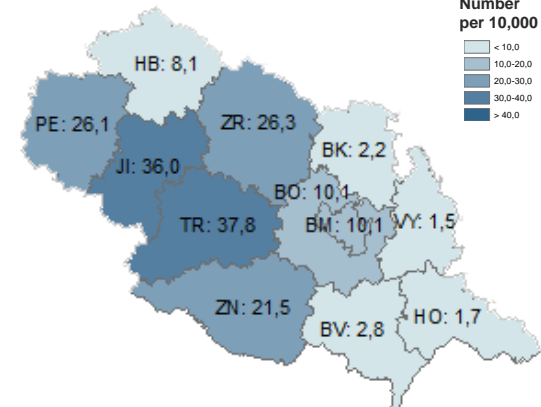 Number
per 10,000
< 10,0
10,0-20,0
20,0-30,0
30,0-40,0
> 40,0
HB: 8,1
PE: 26,1
ZR: 26,3
JI: 36,0
BK: 2,2
BO: 10,1
TR: 37,8
BM: 10,1
VY: 1,5
ZN: 21,5
BV: 2,8
HO: 1,7